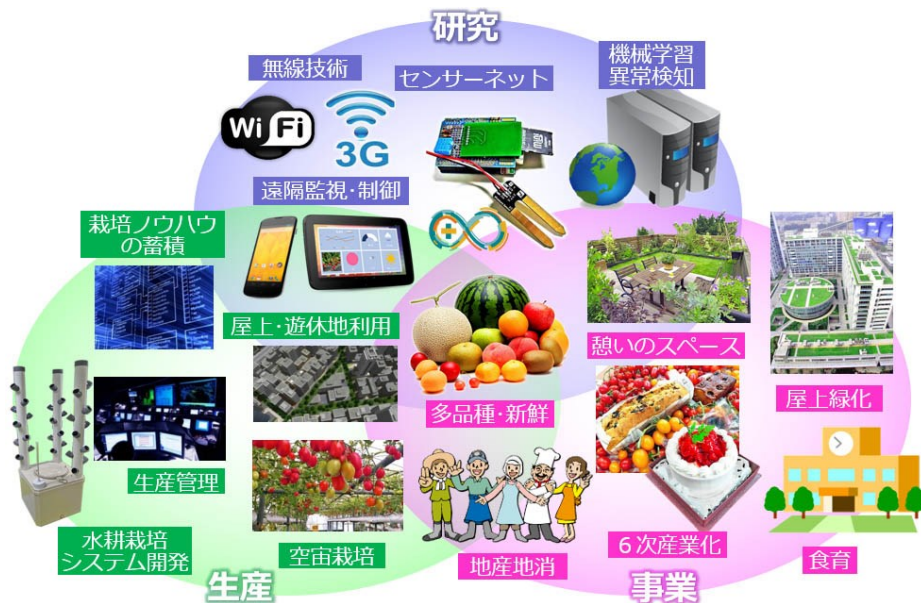 研究
無線技術
センサーネット
機械学習
異常検知
WiFi
3G
遠隔監視・制御
栽培ノウハウ
の蓄積
屋上・遊休地利用
憩いのスペース
屋上緑化
多品種・新鮮
生産管理
水耕栽培
システム開発
空宙栽培
地産地消
６次産業化
食育
生産
事業